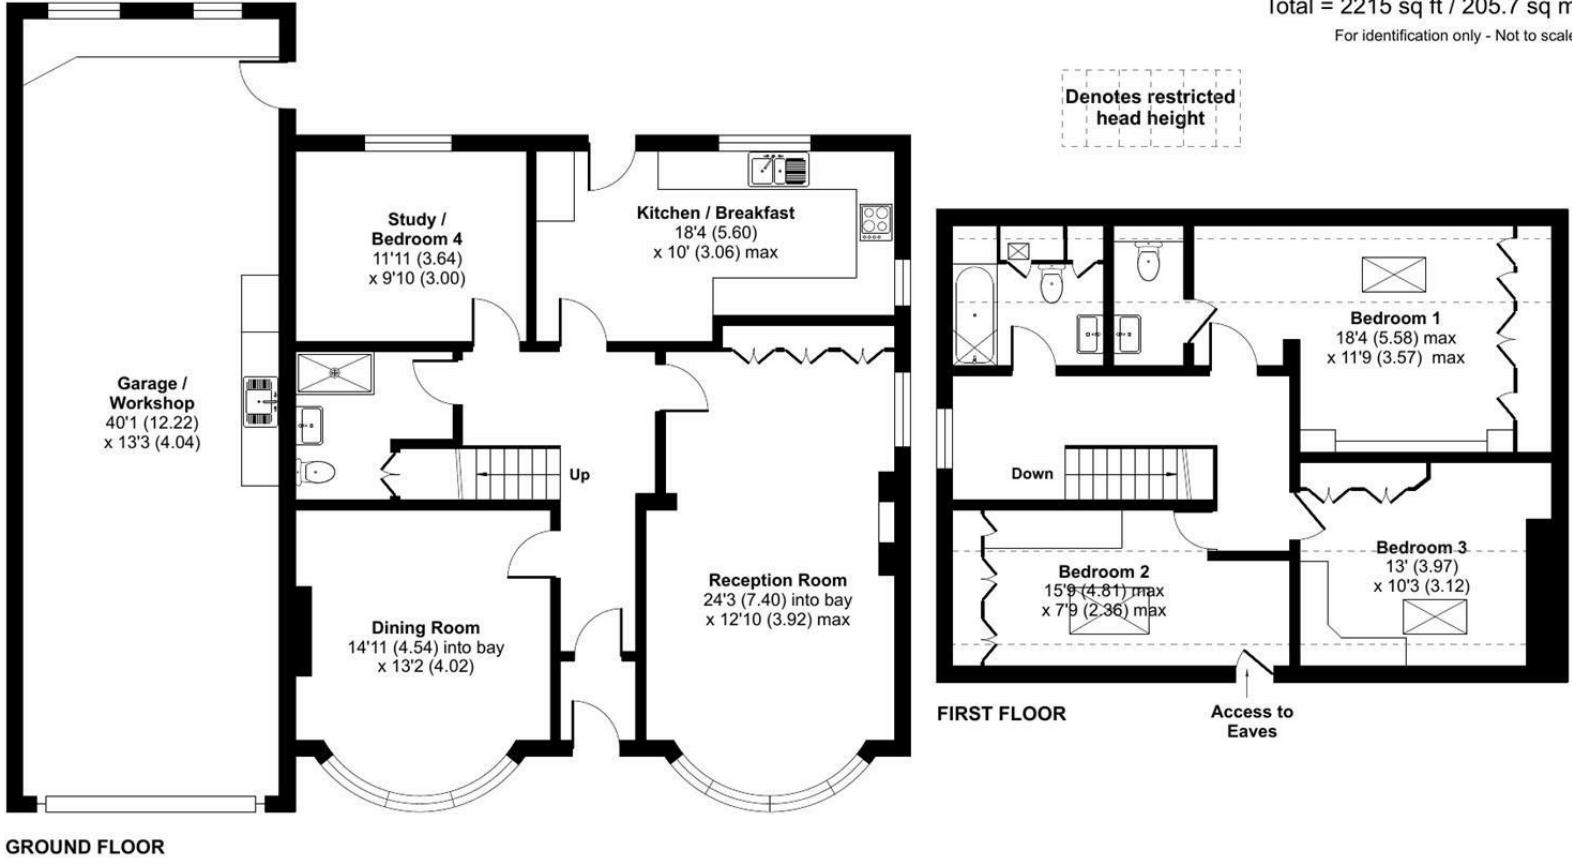 Total = 2215 sq ft / 205.7 sq m
For identification only - Not to scale
Denotes restricted
head height
Study /
Bedroom 4
11'11 (3.64)
x 9'10 (3.00)
Kitchen / Breakfast
18'4 (5.60)
x 10' (3.06) max
Garage /
Workshop
40'1 (12.22)
x 13'3 (4.04)
Up
Reception Room
24'3 (7.40) into bay
x 12'10 (3.92) max
Dining Room
14'11 (4.54) into bay
x 13'2 (4.02)
GROUND FLOOR
Bedroom 1
18'4 (5.58) max
x 11'9 (3.57) max
Down
Bedroom 2
15'9 (4.81) max
x 7'9 (2.36) max
Bedroom 3
13' (3.97)
x 10'3 (3.12)
FIRST FLOOR
Access to
Eaves